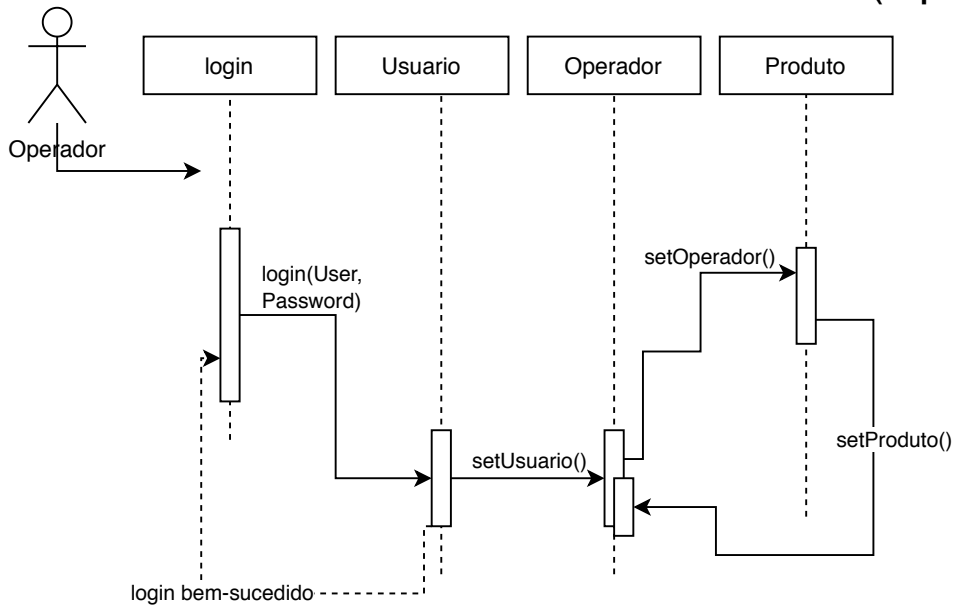 login
Usuario
Operador
Produto
Operador
login(User,
Password)
setOperador()
setProduto()
setUsuario()
login bem-sucedido